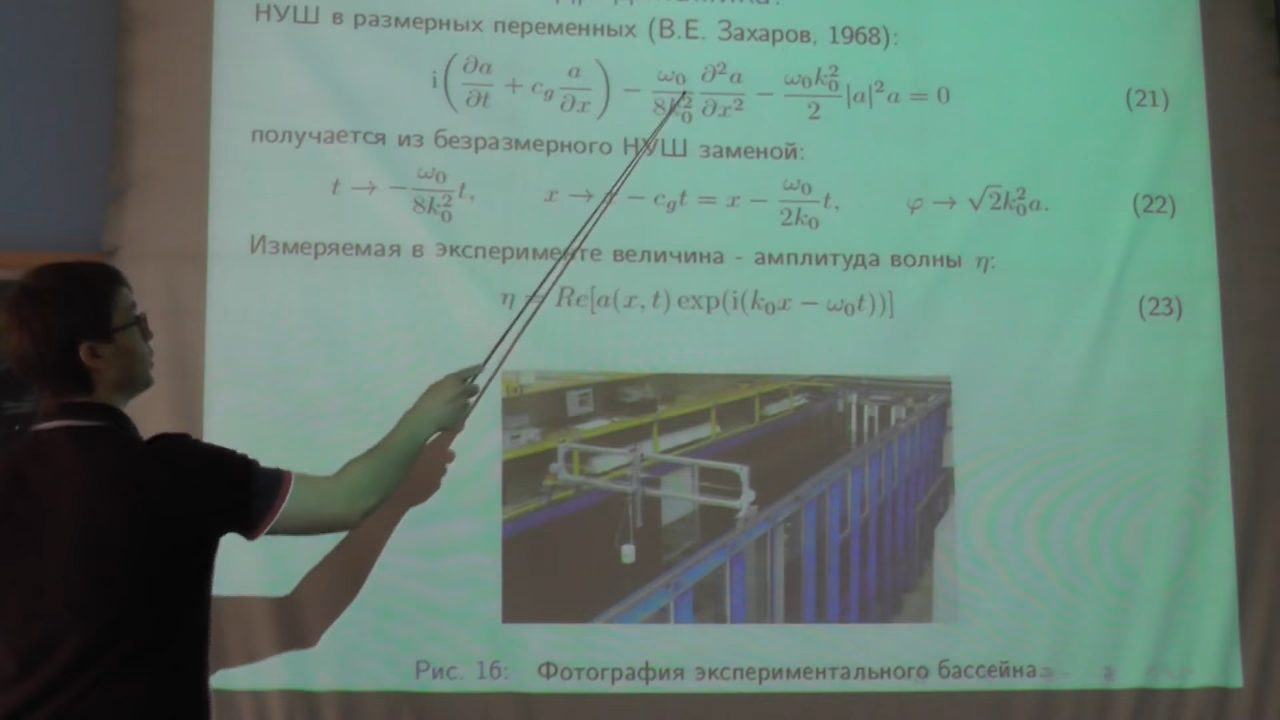 НУШ в размерных переменных (В.Е. Захаров, 1968):
i(∂a/∂t + c_g a/∂x) − ω₀/8k₀² ∂²a/∂x² − ω₀k₀²/2 |a|²a = 0 (21)
получается из безразмерного НУШ заменой:
t → −ω₀/8k₀² t, x → x − c_g t = x − ω₀/2k₀ t, φ → √2k₀²a. (22)
Измеряемая в эксперименте величина - амплитуда волны η:
η = Re[a(x, t) exp(i(k₀x − ω₀t))] (23)
Рис. 16: Фотография экспериментального бассейна